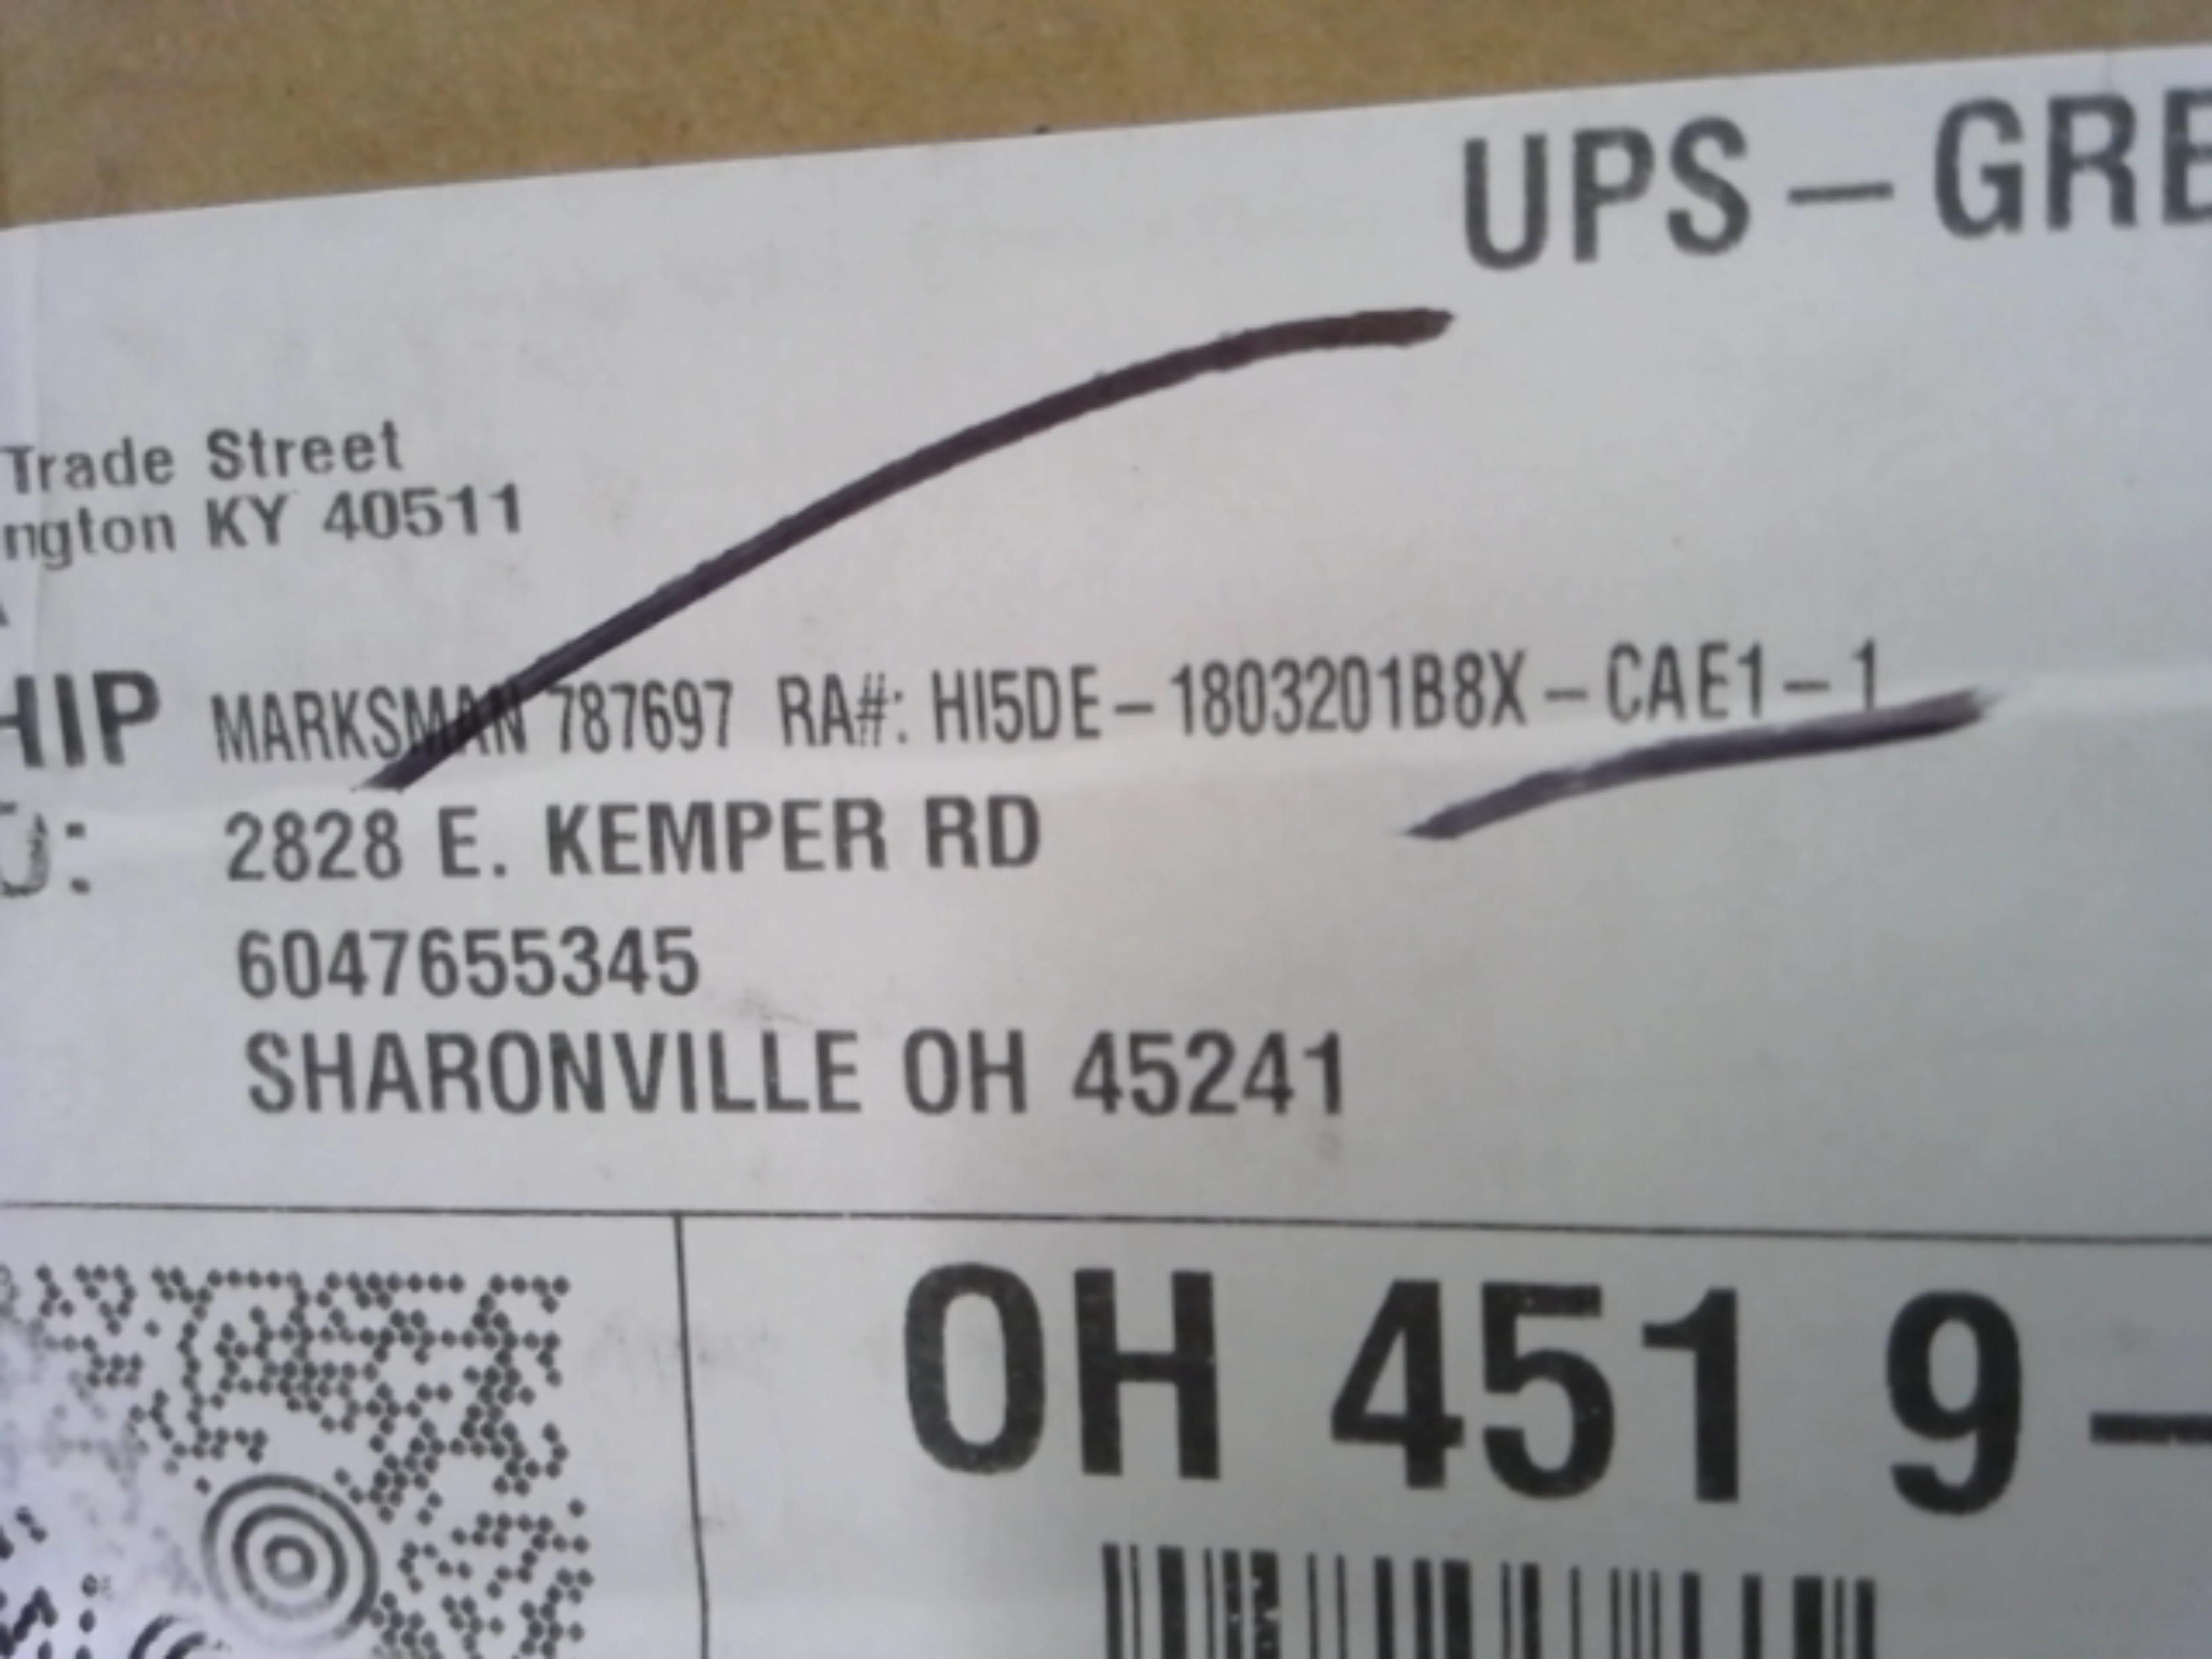 UPS - GRE
Trade Street
ngton KY 40511
HIP MARKSMAN 787697 RA#: HI5DE-1803201B8X-CAE1-1
O: 2828 E. KEMPER RD
6047655345
SHARONVILLE OH 45241
OH 451 9-